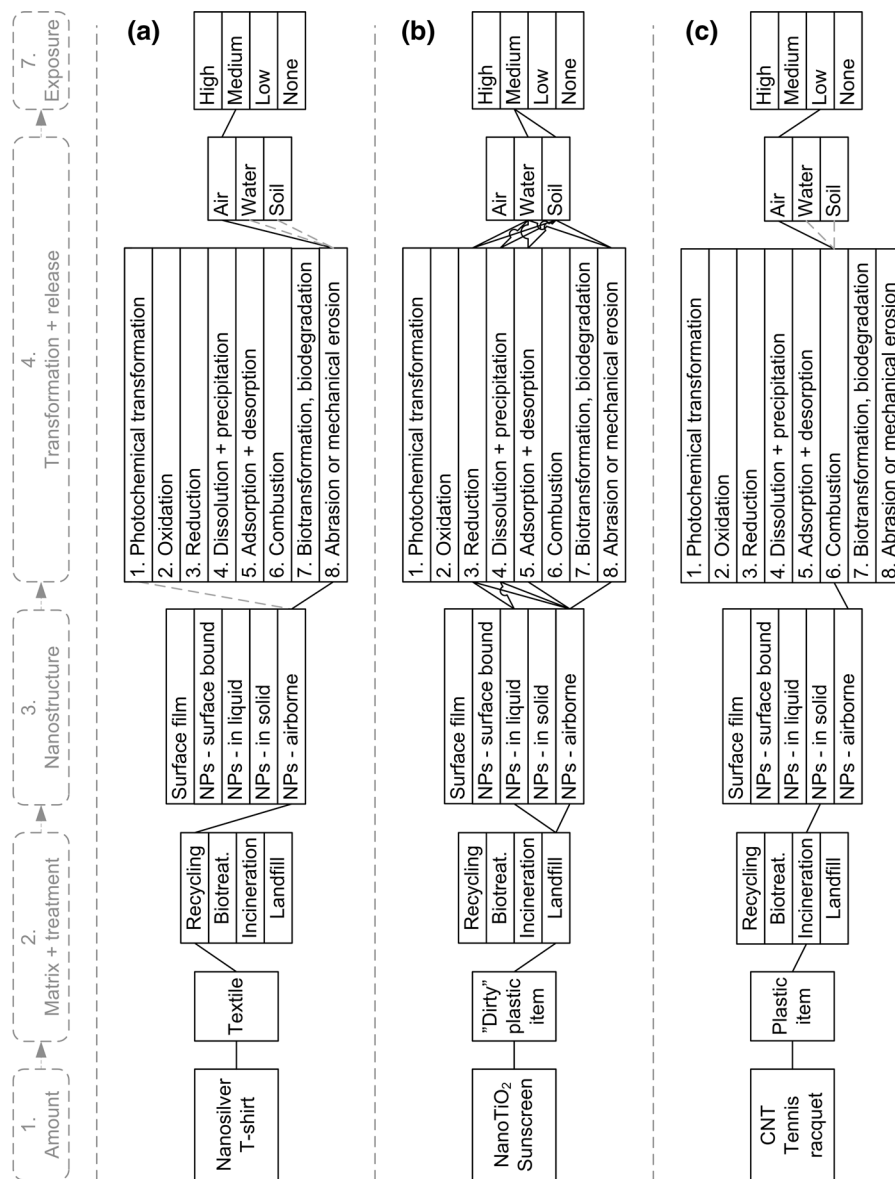 1.
Amount
2.
Matrix + treatment
3.
Nanostructure
4.
Transformation + release
7.
Exposure
(a)
Nanosilver
T-shirt
Textile
Recycling
Biotreat.
Incineration
Landfill
Surface film
NPs - surface bound
NPs - in liquid
NPs - in solid
NPs - airborne
1. Photochemical transformation
2. Oxidation
3. Reduction
4. Dissolution + precipitation
5. Adsorption + desorption
6. Combustion
7. Biotransformation, biodegradation
8. Abrasion or mechanical erosion
Air
Water
Soil
High
Medium
Low
None
(b)
NanoTiO₂
Sunscreen
"Dirty"
plastic
item
Recycling
Biotreat.
Incineration
Landfill
Surface film
NPs - surface bound
NPs - in liquid
NPs - in solid
NPs - airborne
1. Photochemical transformation
2. Oxidation
3. Reduction
4. Dissolution + precipitation
5. Adsorption + desorption
6. Combustion
7. Biotransformation, biodegradation
8. Abrasion or mechanical erosion
Air
Water
Soil
High
Medium
Low
None
(c)
CNT
Tennis
racquet
Plastic
item
Recycling
Biotreat.
Incineration
Landfill
Surface film
NPs - surface bound
NPs - in liquid
NPs - in solid
NPs - airborne
1. Photochemical transformation
2. Oxidation
3. Reduction
4. Dissolution + precipitation
5. Adsorption + desorption
6. Combustion
7. Biotransformation, biodegradation
8. Abrasion or mechanical erosion
Air
Water
Soil
High
Medium
Low
None